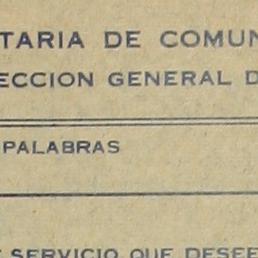 TARIA DE COMUN
ECCION GENERAL D
PALABRAS
SERVICIO QUE DESEE